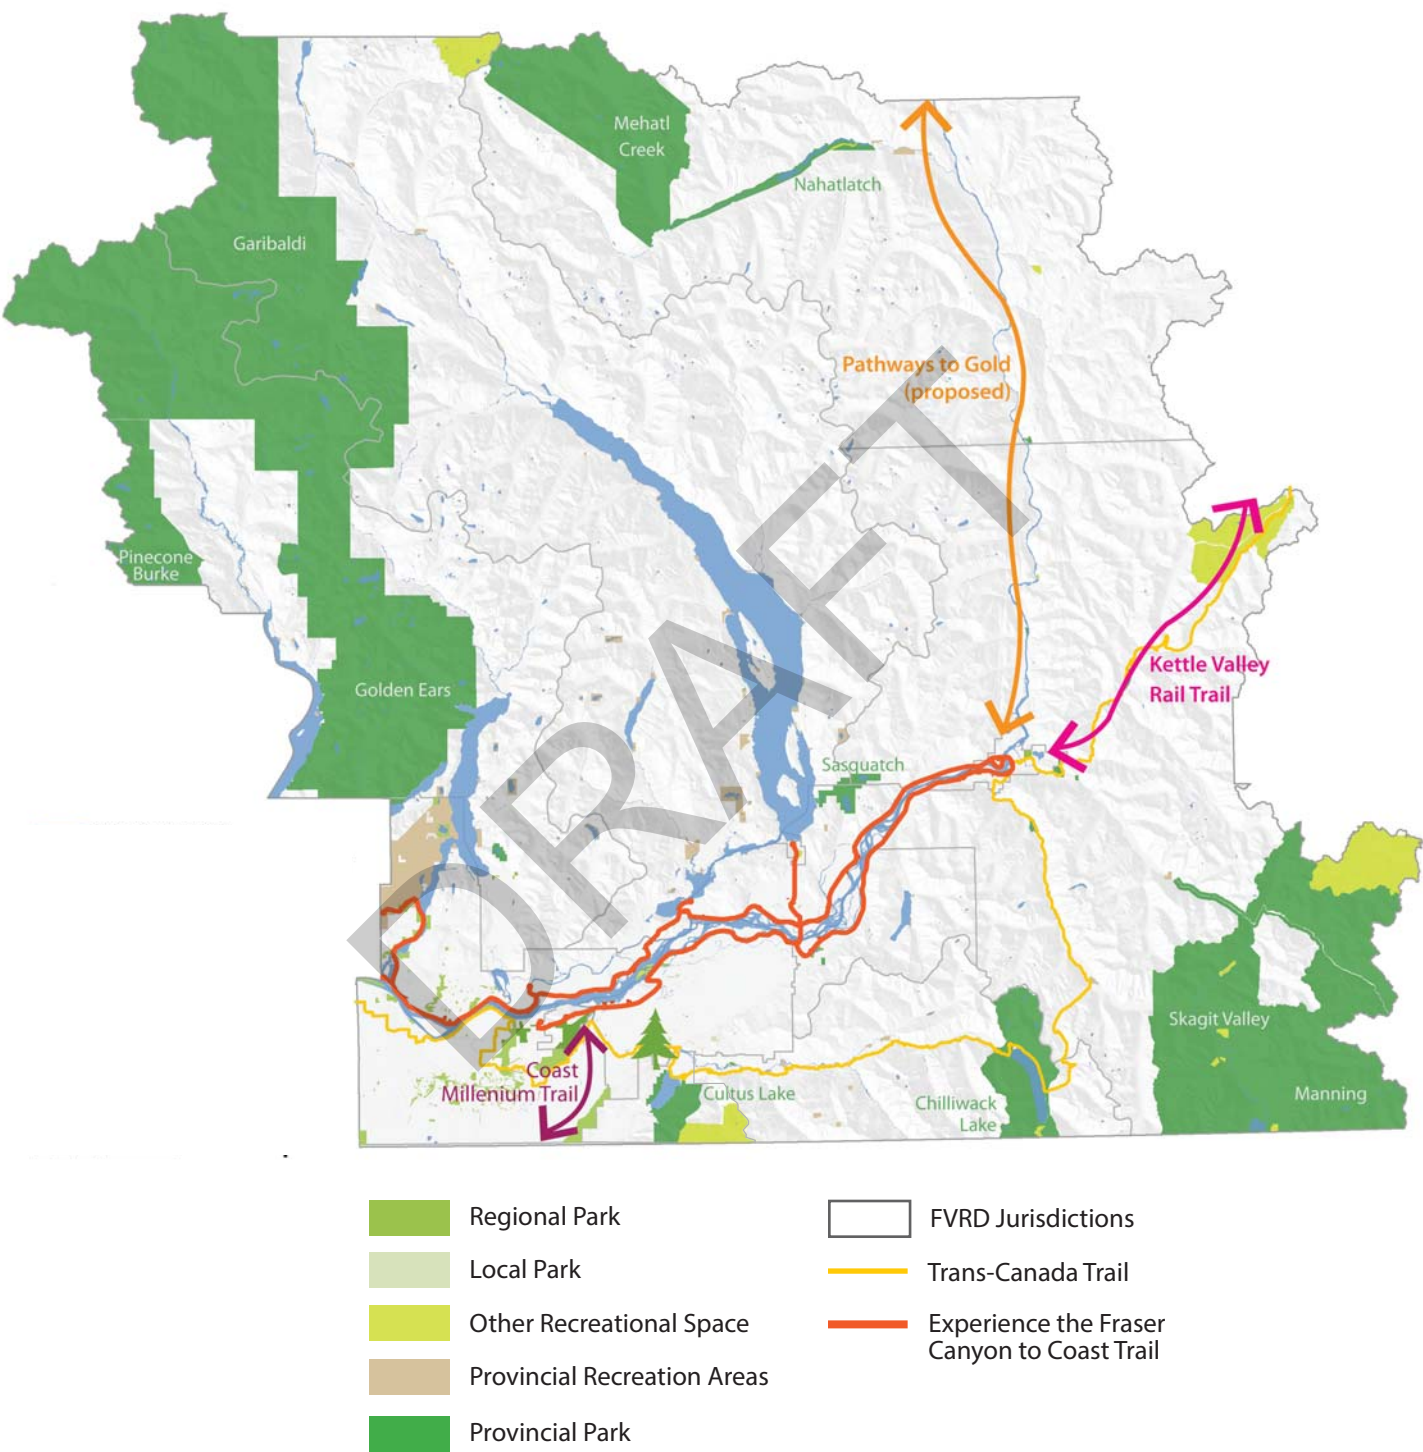 Mehatl
Creek
Nahatlatch
Garibaldi
Pathways to Gold
(proposed)
Pinecone
Burke
Kettle Valley
Rail Trail
Golden Ears
Sasquatch
DRAFT
Skagit Valley
Coast
Millenium Trail
Cultus Lake
Chilliwack
Lake
Manning
Regional Park
Local Park
Other Recreational Space
Provincial Recreation Areas
Provincial Park
FVRD Jurisdictions
Trans-Canada Trail
Experience the Fraser
Canyon to Coast Trail